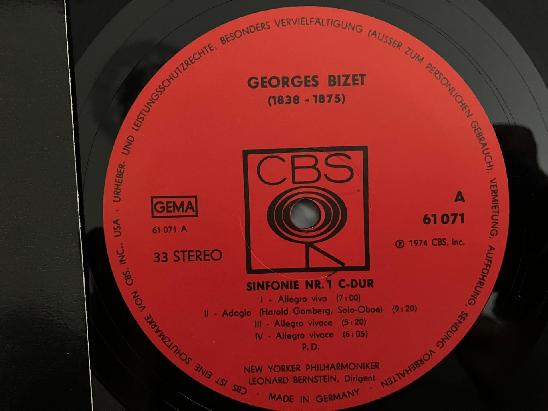 URHEBER- UND LEISTUNGSSCHUTZRECHTE, BESONDERS VERVIELFÄLTIGUNG (AUSSER ZUM PERSÖNLICHEN GEBRAUCH), VERMIETUNG, AUFFÜHRUNG, SENDUNG VORBEHALTEN
GEORGES BIZET
(1838 - 1875)
CBS
GEMA
61 071 A
33 STEREO
A
61 071
℗ 1974 CBS, Inc.
SINFONIE NR. 1 C-DUR
I - Allegro vivo (7:00)
II - Adagio (Harold Gomberg, Solo-Oboe) (9:20)
III - Allegro vivace (5:20)
IV - Allegro vivace (6:05)
P.D.
NEW YORKER PHILHARMONIKER
LEONARD BERNSTEIN, Dirigent
· MADE IN GERMANY ·
CBS IST EINE SCHUTZMARKE VON CBS, INC., USA ·